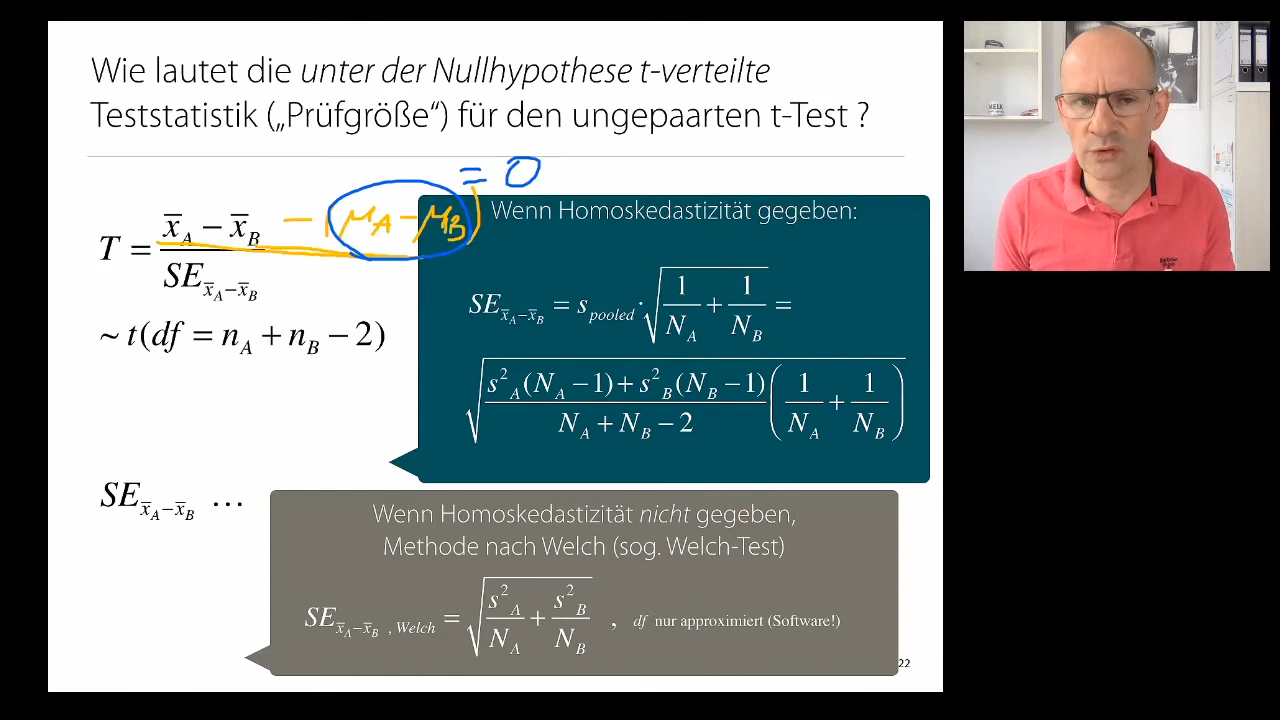 Wie lautet die unter der Nullhypothese t-verteilte
Teststatistik („Prüfgröße“) für den ungepaarten t-Test ?
= 0
T = (x̅_A − x̅_B) / SE_{x̅_A−x̅_B} − (μ_A − μ_B)
~ t(df = n_A + n_B − 2)
Wenn Homoskedastizität gegeben:
SE_{x̅_A−x̅_B} = s_pooled · √(1/N_A + 1/N_B) =
√((s²_A(N_A − 1) + s²_B(N_B − 1)) / (N_A + N_B − 2) (1/N_A + 1/N_B))
SE_{x̅_A−x̅_B} …
Wenn Homoskedastizität nicht gegeben,
Methode nach Welch (sog. Welch-Test)
SE_{x̅_A−x̅_B , Welch} = √(s²_A/N_A + s²_B/N_B) , df nur approximiert (Software!)
22